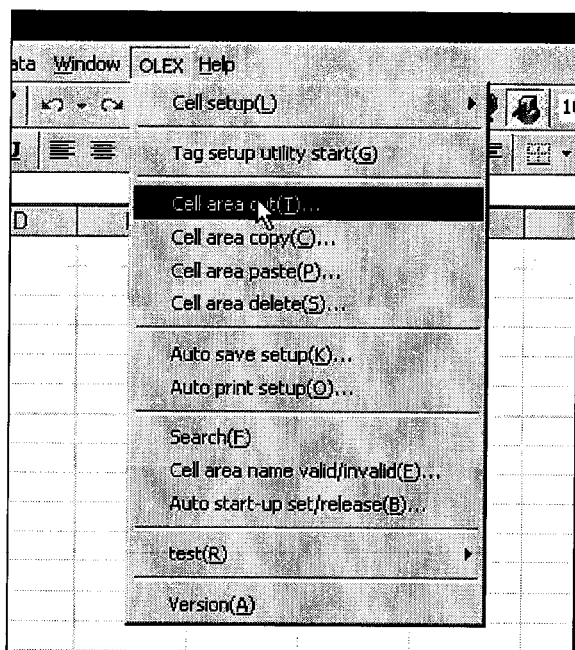 Window OLEX Help
Cell setup(L)
Tag setup utility start(G)
Cell area cut(T)...
Cell area copy(C)...
Cell area paste(P)...
Cell area delete(S)...
D
Auto save setup(K)...
Auto print setup(O)...
Search(F)
Cell area name valid/invalid(E)...
Auto start-up set/release(B)...
test(R)
Version(A)